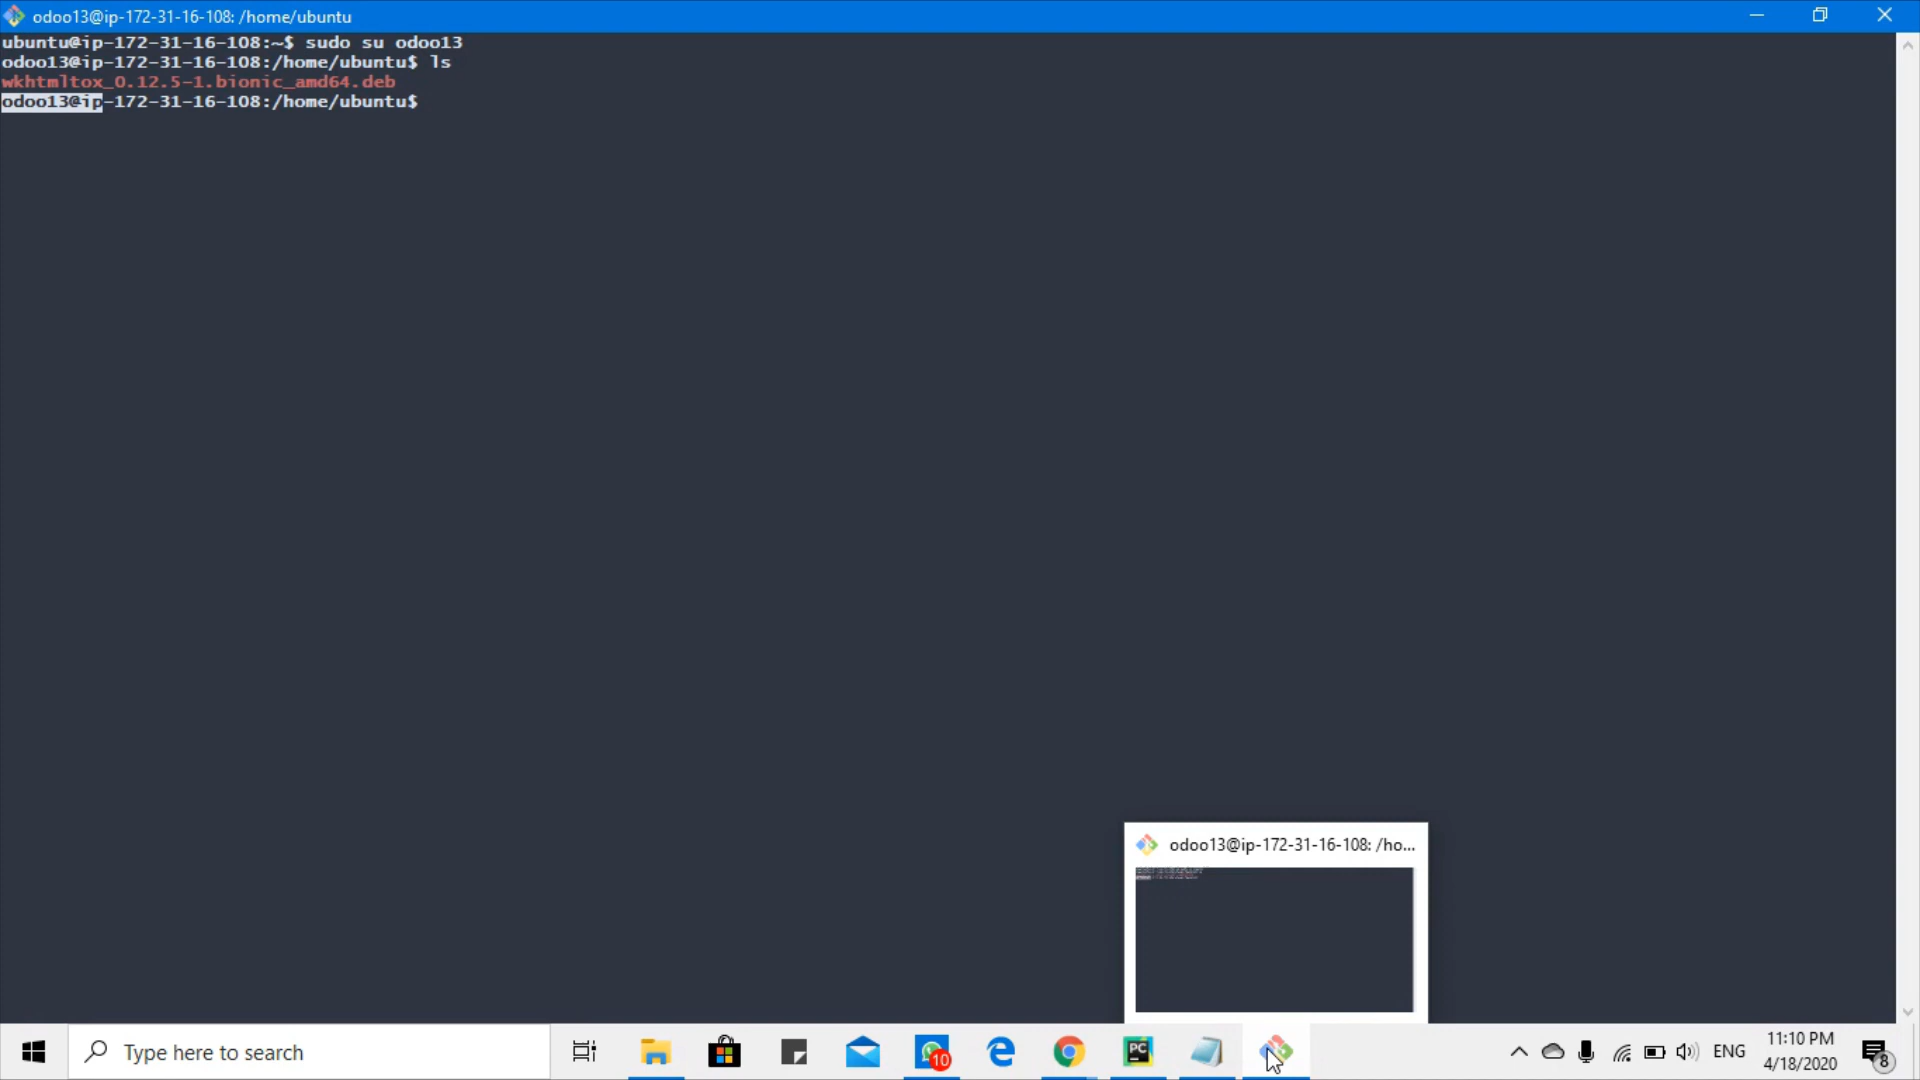 odoo13@ip-172-31-16-108: /home/ubuntu
ubuntu@ip-172-31-16-108:~$ sudo su odoo13
odoo13@ip-172-31-16-108:/home/ubuntu$ ls
wkhtmltox_0.12.5-1.bionic_amd64.deb
odoo13@ip-172-31-16-108:/home/ubuntu$
odoo13@ip-172-31-16-108: /ho...
Type here to search
10
PC
ENG
11:10 PM
4/18/2020
8